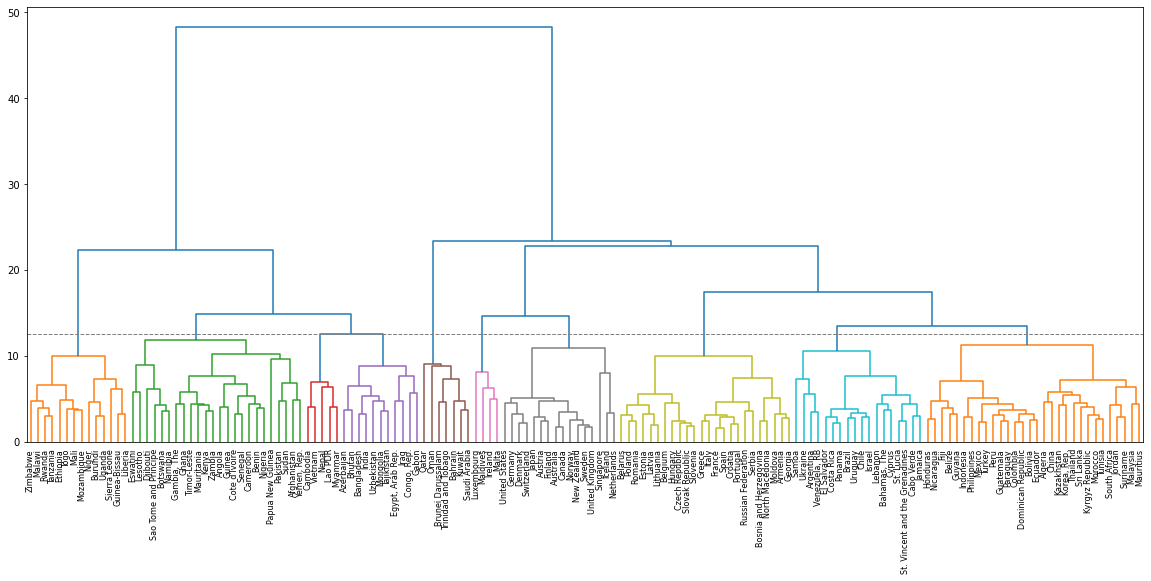 50
40
30
20
10
0
Zimbabwe
Malawi
Rwanda
Tanzania
Ethiopia
Togo
Mali
Mozambique
Niger
Burundi
Uganda
Sierra Leone
Guinea-Bissau
Liberia
Eswatini
Lesotho
Djibouti
Sao Tome and Principe
Botswana
Namibia
Gambia, The
Ghana
Timor-Leste
Mauritania
Kenya
Zambia
Angola
Guinea
Cote d'Ivoire
Senegal
Cameroon
Benin
Nigeria
Papua New Guinea
Pakistan
Sudan
Afghanistan
Yemen, Rep.
Cambodia
Vietnam
Nepal
Lao PDR
Myanmar
Azerbaijan
Bhutan
Bangladesh
India
Uzbekistan
Mongolia
Tajikistan
Egypt, Arab Rep.
Iraq
Congo, Rep.
Gabon
Qatar
Oman
Brunei Darussalam
Trinidad and Tobago
Bahrain
Kuwait
Saudi Arabia
Luxembourg
Maldives
Ireland
Malta
United States
Germany
Denmark
Switzerland
Japan
Austria
Finland
Australia
Canada
Norway
New Zealand
Sweden
United Kingdom
Singapore
Iceland
Netherlands
Belarus
Poland
Romania
Estonia
Latvia
Lithuania
Belgium
Hungary
Czech Republic
Slovak Republic
Slovenia
Greece
Italy
France
Spain
Croatia
Portugal
Russian Federation
Serbia
Bosnia and Herzegovina
North Macedonia
Moldova
Armenia
Georgia
Samoa
Ukraine
Argentina
Venezuela, RB
El Salvador
Costa Rica
Panama
Brazil
Uruguay
Chile
St. Lucia
Lebanon
Cyprus
Bahamas, The
St. Vincent and the Grenadines
Cabo Verde
Jamaica
Honduras
Nicaragua
Fiji
Belize
Guyana
Indonesia
Philippines
Mexico
Turkey
Peru
Guatemala
Paraguay
Colombia
Dominican Republic
Bolivia
Ecuador
Algeria
China
Kazakhstan
Korea, Rep.
Thailand
Sri Lanka
Kyrgyz Republic
Morocco
Tunisia
South Africa
Jordan
Suriname
Malaysia
Mauritius